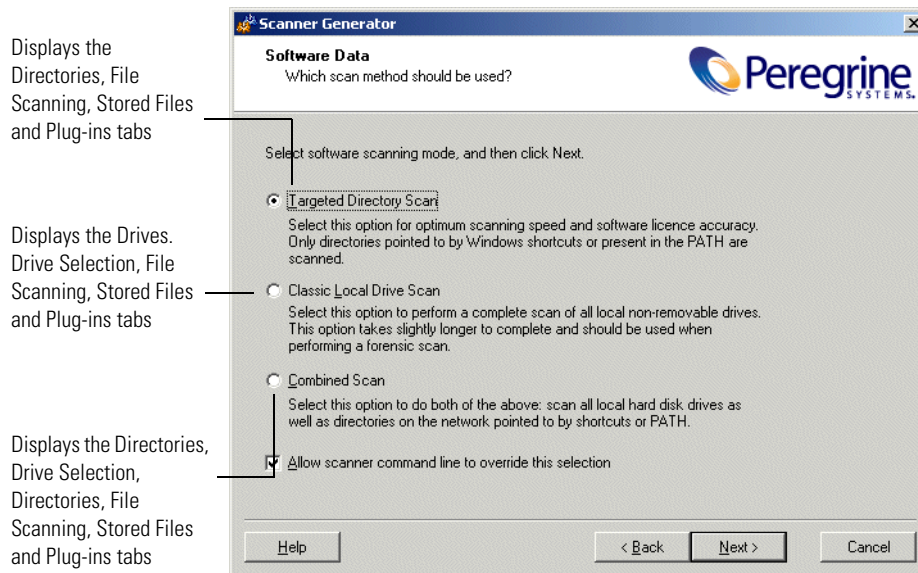 Displays the
Directories, File
Scanning, Stored Files
and Plug-ins tabs
Displays the Drives.
Drive Selection, File
Scanning, Stored Files
and Plug-ins tabs
Displays the Directories,
Drive Selection,
Directories, File
Scanning, Stored Files
and Plug-ins tabs
Scanner Generator
Software Data
Which scan method should be used?
Peregrine
SYSTEMS.
Select software scanning mode, and then click Next.
Targeted Directory Scan
Select this option for optimum scanning speed and software licence accuracy.
Only directories pointed to by Windows shortcuts or present in the PATH are
scanned.
Classic Local Drive Scan
Select this option to perform a complete scan of all local non-removable drives.
This option takes slightly longer to complete and should be used when
performing a forensic scan.
Combined Scan
Select this option to do both of the above: scan all local hard disk drives as
well as directories on the network pointed to by shortcuts or PATH.
Allow scanner command line to override this selection
Help
< Back
Next >
Cancel